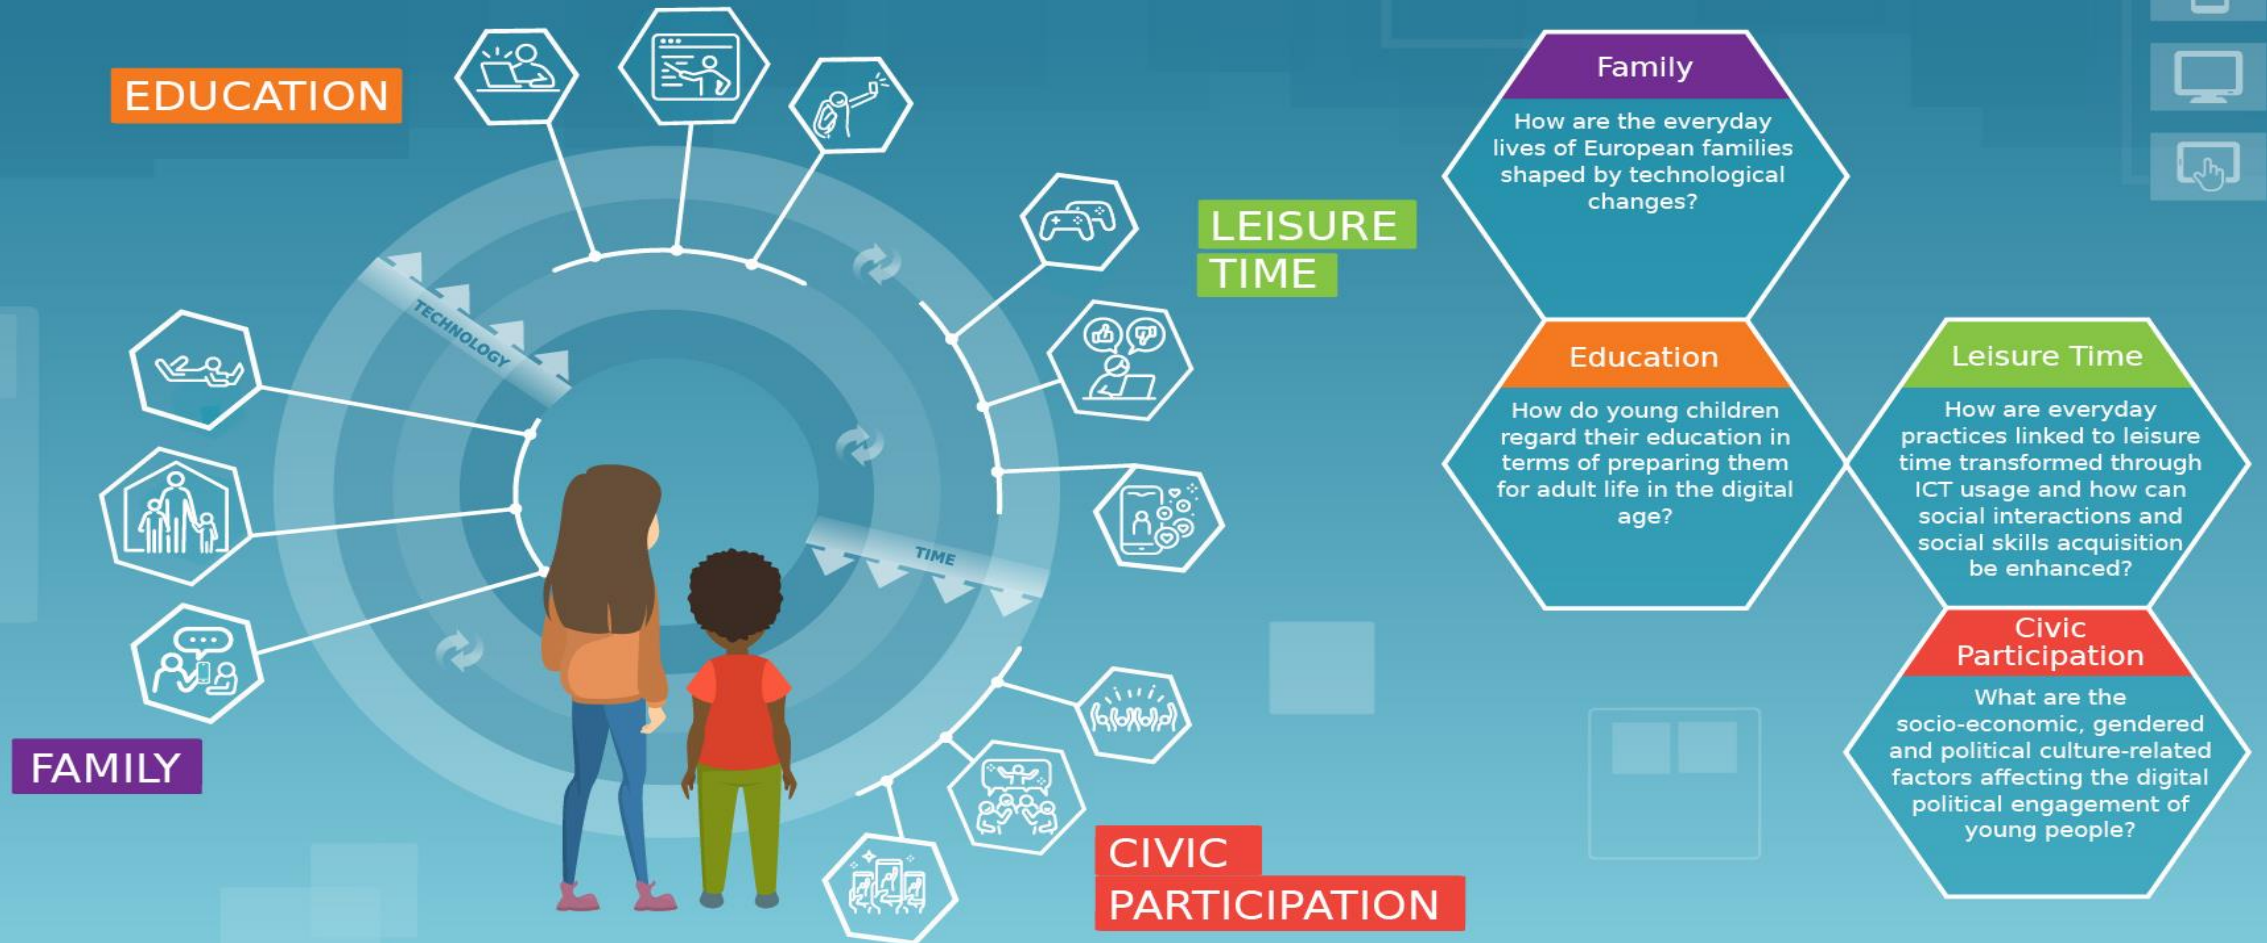 EDUCATION
LEISURE
TIME
TECHNOLOGY
TIME
FAMILY
CIVIC
PARTICIPATION
Family
How are the everyday
lives of European families
shaped by technological
changes?
Education
How do young children
regard their education in
terms of preparing them
for adult life in the digital
age?
Leisure Time
How are everyday
practices linked to leisure
time transformed through
ICT usage and how can
social interactions and
social skills acquisition
be enhanced?
Civic
Participation
What are the
socio-economic, gendered
and political culture-related
factors affecting the digital
political engagement of
young people?